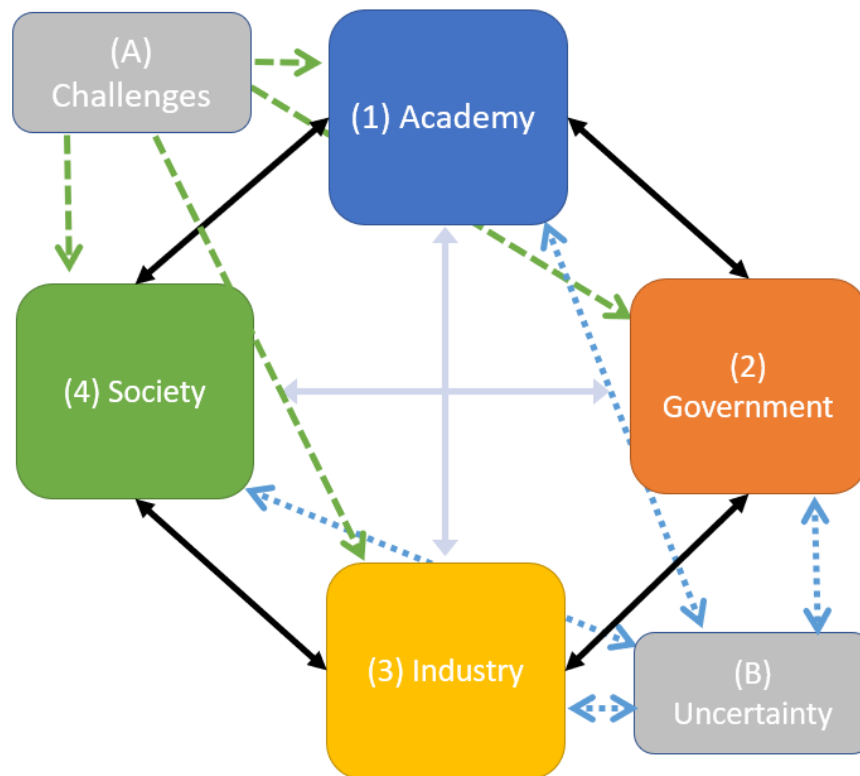 (A)
Challenges
(1) Academy
(2)
Government
(4) Society
(3) Industry
(B)
Uncertainty